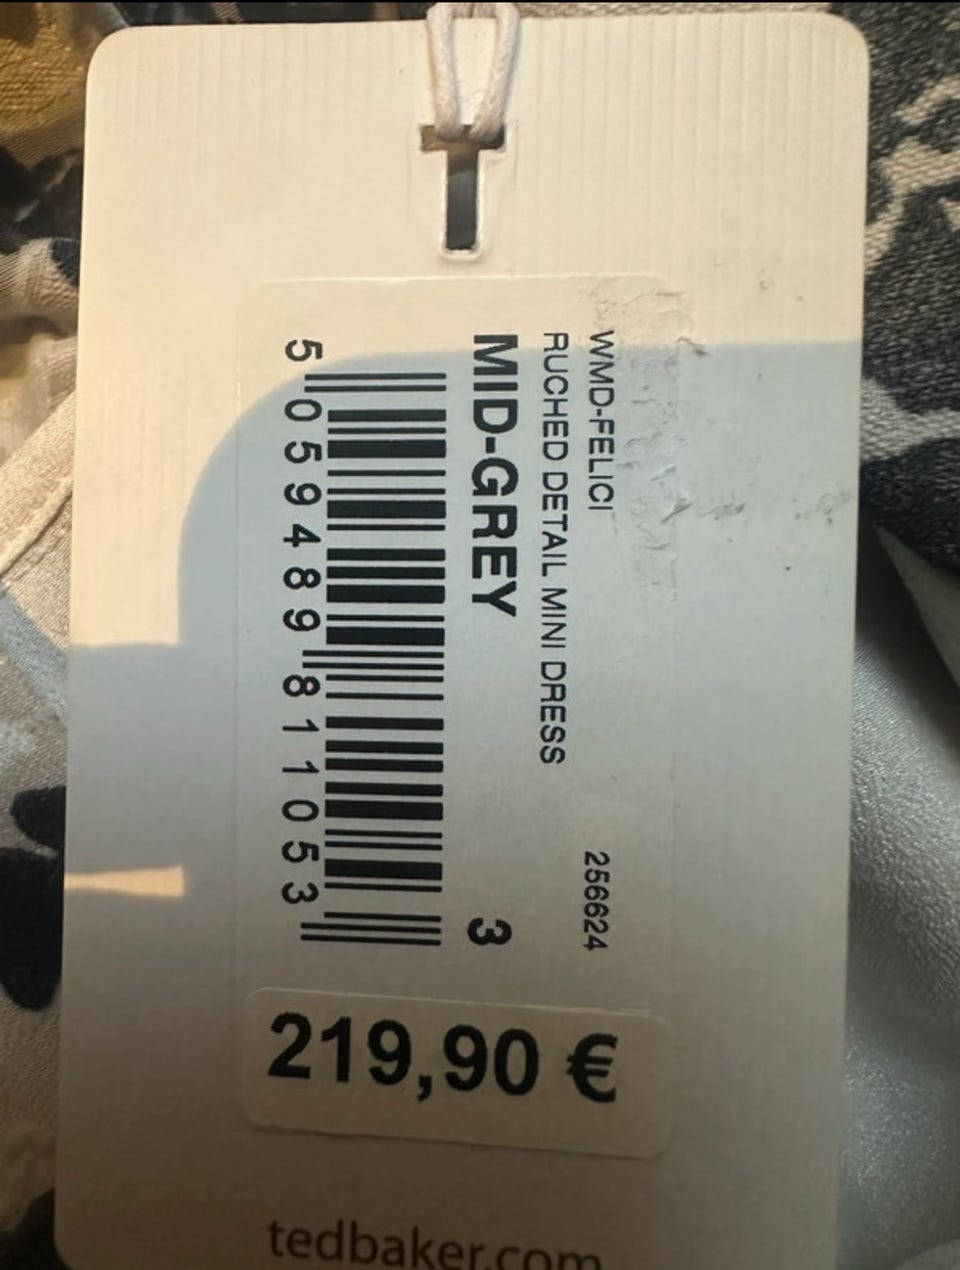 WMD-FELICI 256624
RUCHED DETAIL MINI DRESS
MID-GREY 3
5 059489 811053
219,90 €
tedbaker.com